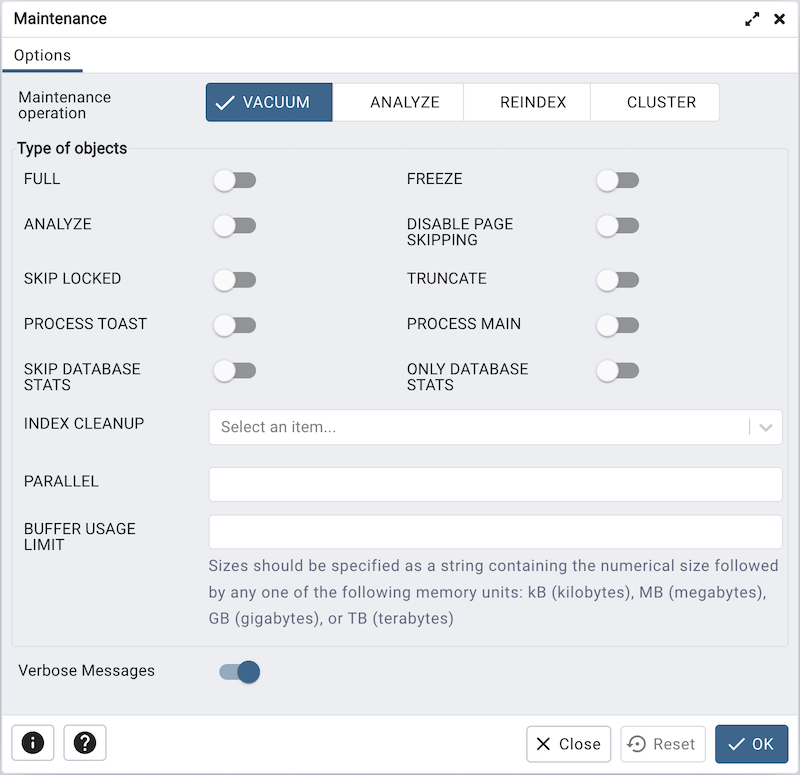 Maintenance
Options
Maintenance
operation
VACUUM
ANALYZE
REINDEX
CLUSTER
Type of objects
FULL
FREEZE
ANALYZE
DISABLE PAGE
SKIPPING
SKIP LOCKED
TRUNCATE
PROCESS TOAST
PROCESS MAIN
SKIP DATABASE
STATS
ONLY DATABASE
STATS
INDEX CLEANUP
Select an item...
PARALLEL
BUFFER USAGE
LIMIT
Sizes should be specified as a string containing the numerical size followed
by any one of the following memory units: kB (kilobytes), MB (megabytes),
GB (gigabytes), or TB (terabytes)
Verbose Messages
Close
Reset
OK